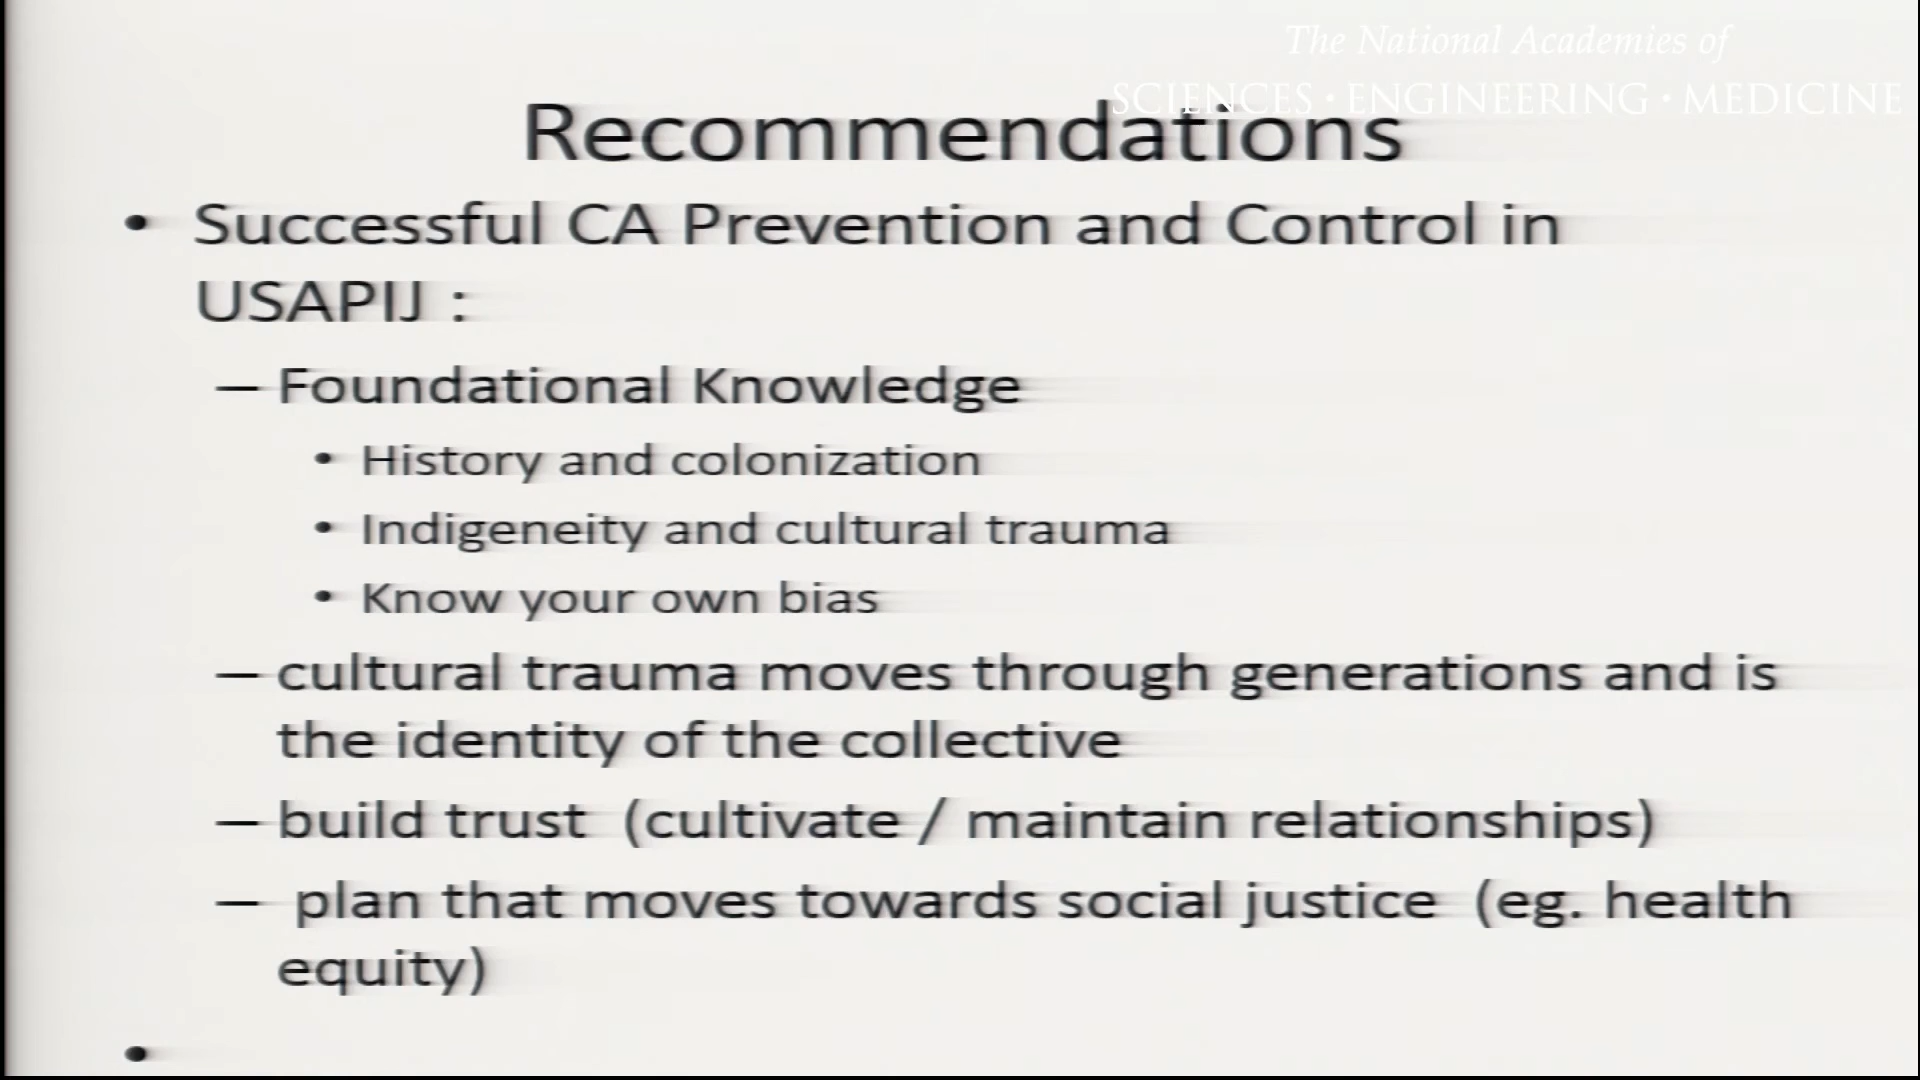 The National Academies of
SCIENCES · ENGINEERING · MEDICINE
Recommendations
• Successful CA Prevention and Control in
USAPIJ :
– Foundational Knowledge
• History and colonization
• Indigeneity and cultural trauma
• Know your own bias
– cultural trauma moves through generations and is
the identity of the collective
– build trust (cultivate / maintain relationships)
– plan that moves towards social justice (eg. health
equity)
•